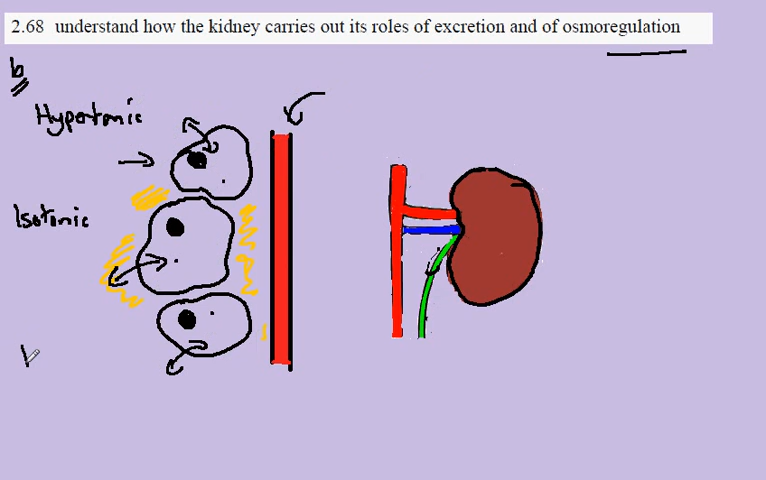 2.68 understand how the kidney carries out its roles of excretion and of osmoregulation
b
Hypertonic
Isotonic